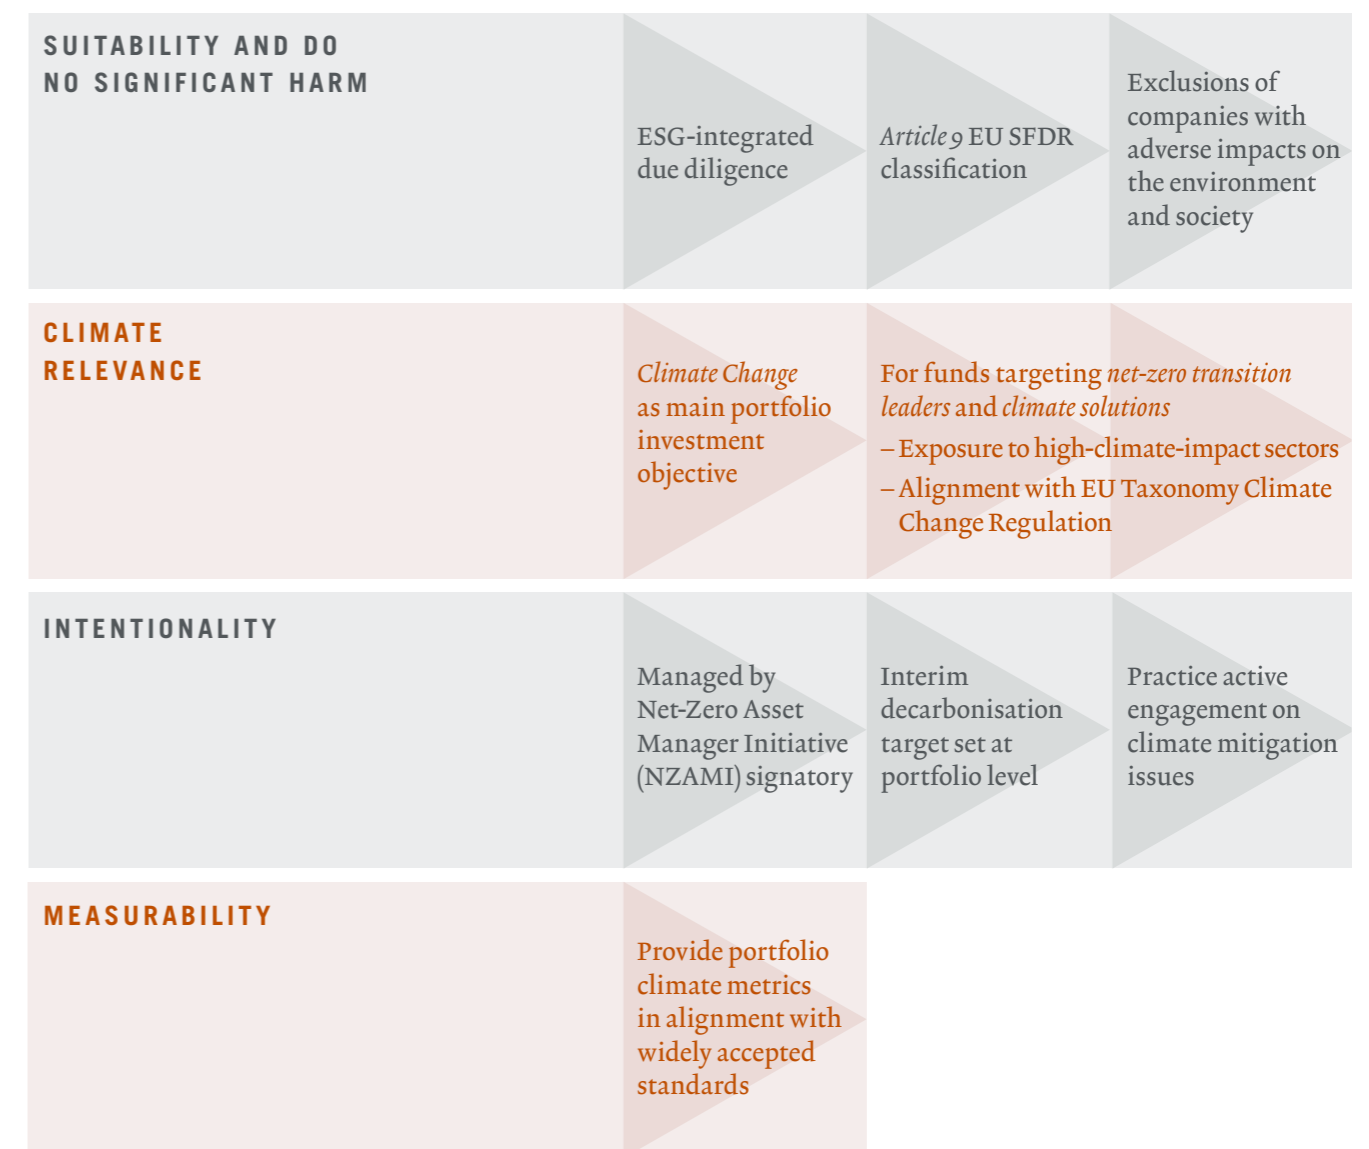 SUITABILITY AND DO
NO SIGNIFICANT HARM
ESG-integrated
due diligence
Article 9 EU SFDR
classification
Exclusions of
companies with
adverse impacts on
the environment
and society
CLIMATE
RELEVANCE
Climate Change
as main portfolio
investment
objective
For funds targeting net-zero transition
leaders and climate solutions
– Exposure to high-climate-impact sectors
– Alignment with EU Taxonomy Climate
Change Regulation
INTENTIONALITY
Managed by
Net-Zero Asset
Manager Initiative
(NZAMI) signatory
Interim
decarbonisation
target set at
portfolio level
Practice active
engagement on
climate mitigation
issues
MEASURABILITY
Provide portfolio
climate metrics
in alignment with
widely accepted
standards